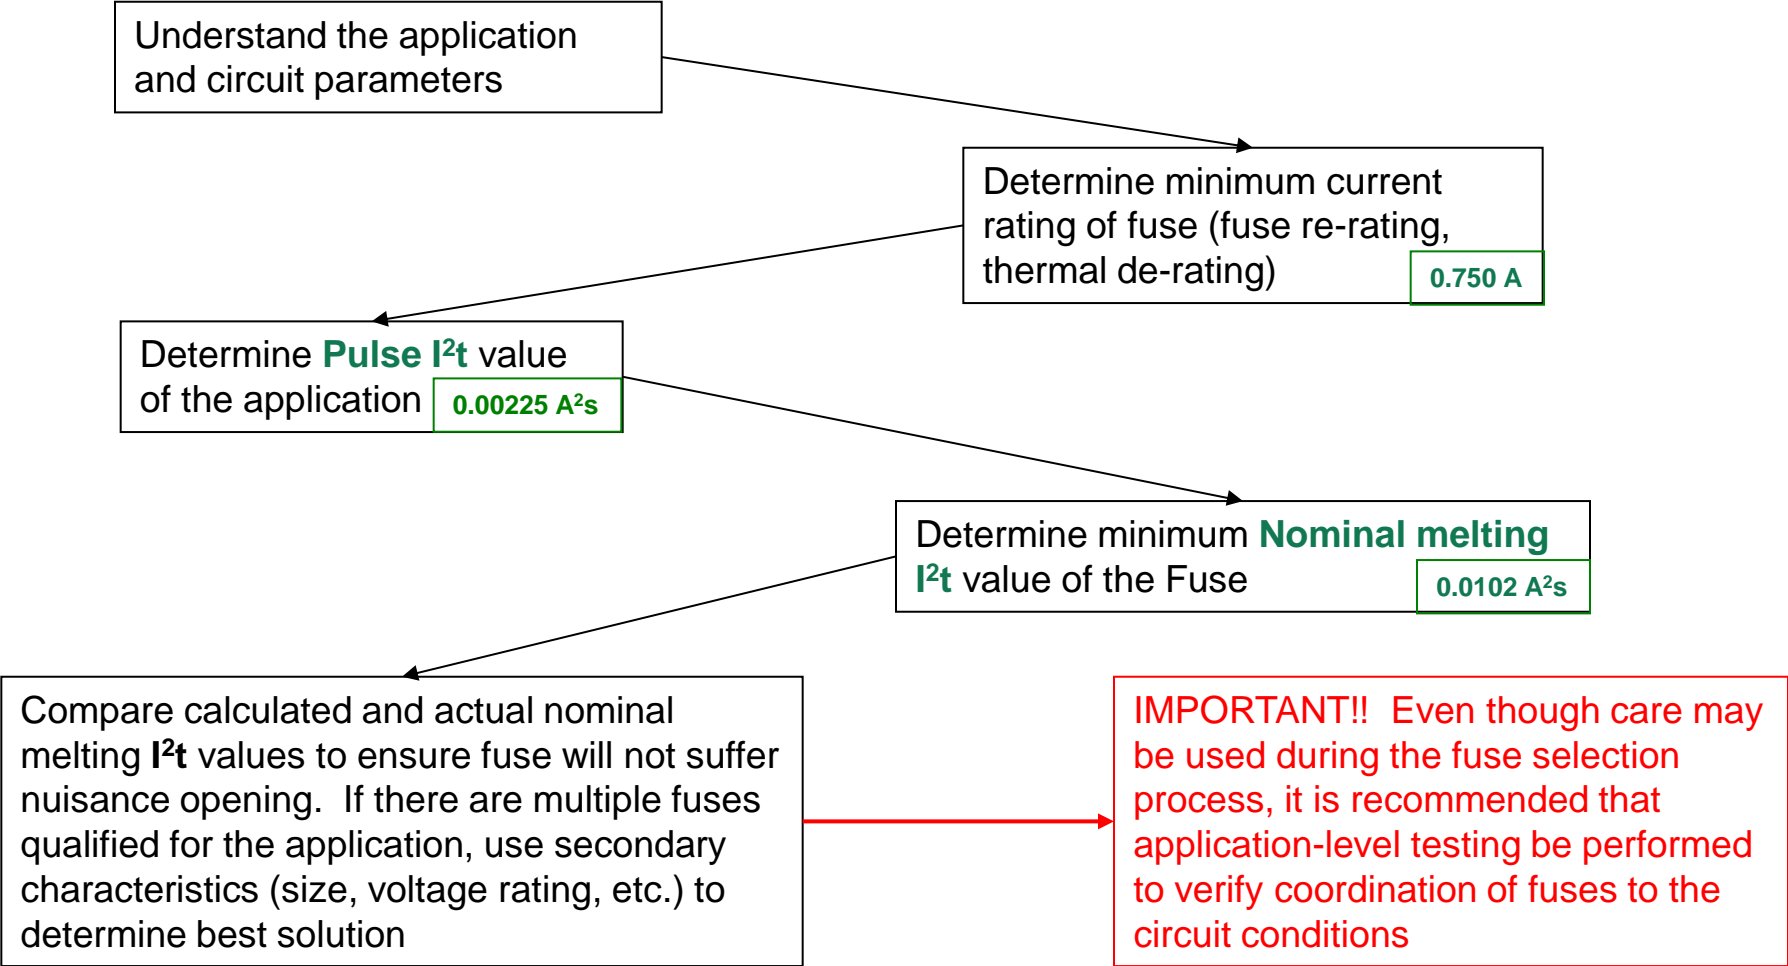 Understand the application
and circuit parameters
Determine minimum current
rating of fuse (fuse re-rating,
thermal de-rating)
0.750 A
Determine Pulse I²t value
of the application
0.00225 A²s
Determine minimum Nominal melting
I²t value of the Fuse
0.0102 A²s
Compare calculated and actual nominal
melting I²t values to ensure fuse will not suffer
nuisance opening.  If there are multiple fuses
qualified for the application, use secondary
characteristics (size, voltage rating, etc.) to
determine best solution
IMPORTANT!!  Even though care may
be used during the fuse selection
process, it is recommended that
application-level testing be performed
to verify coordination of fuses to the
circuit conditions